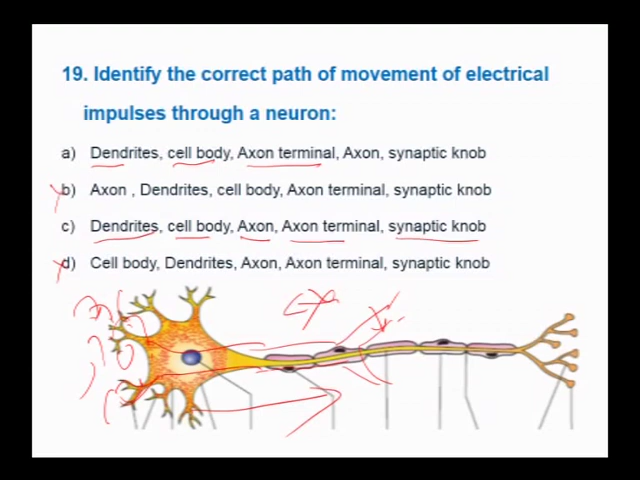 19. Identify the correct path of movement of electrical
impulses through a neuron:
a) Dendrites, cell body, Axon terminal, Axon, synaptic knob
b) Axon , Dendrites, cell body, Axon terminal, synaptic knob
c) Dendrites, cell body, Axon, Axon terminal, synaptic knob
d) Cell body, Dendrites, Axon, Axon terminal, synaptic knob